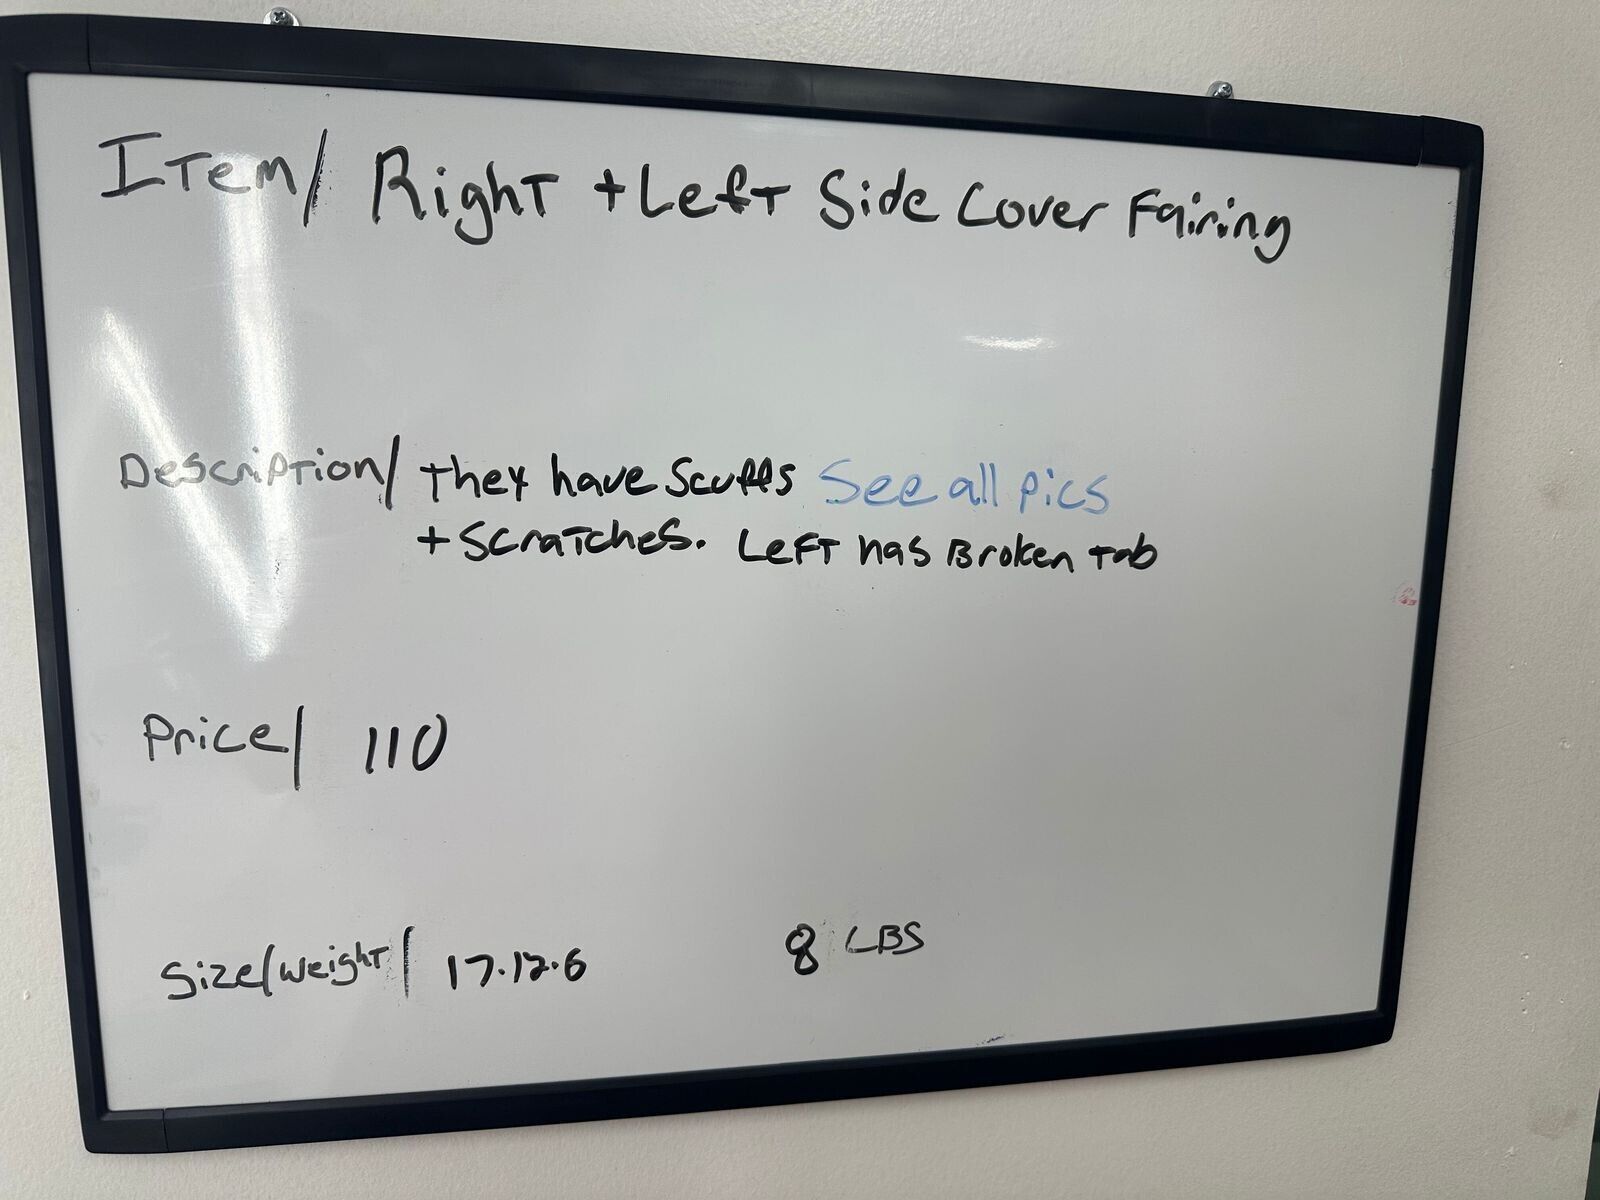 Item/ Right + Left Side Cover Fairing
Description/ They have Scuffs See all pics
+ Scratches. Left has Broken Tab
Price/ 110
Size/weight/ 17.12.6 8 LBS